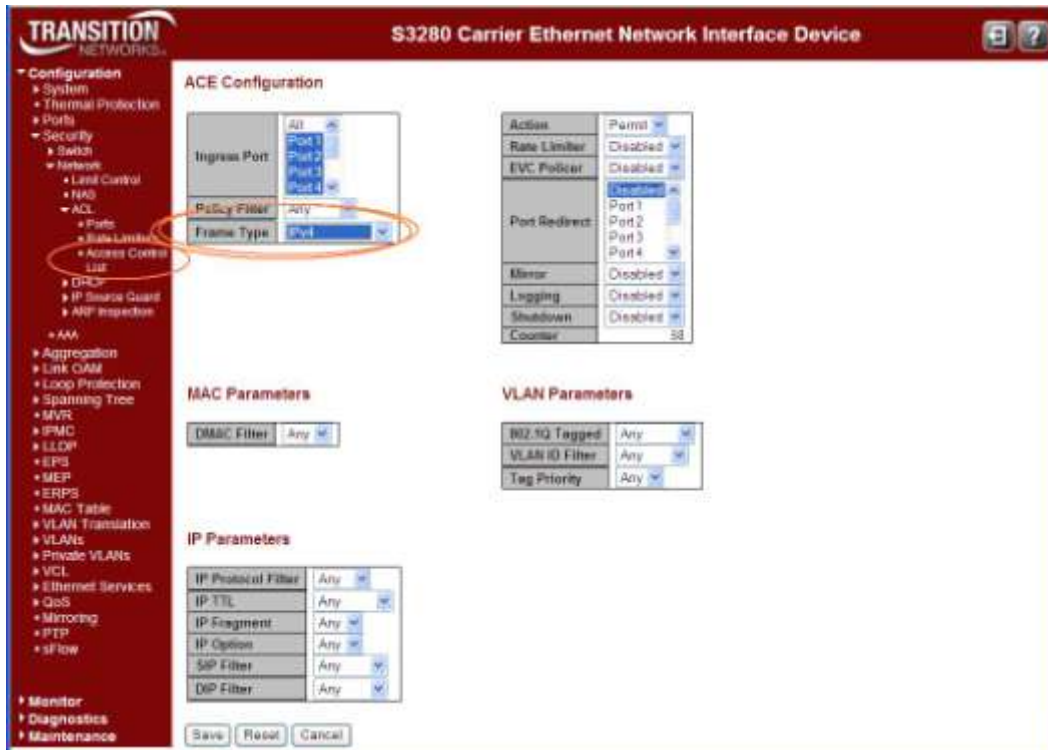 TRANSITION
NETWORKS
S3280 Carrier Ethernet Network Interface Device
?
Configuration
System
Thermal Protection
Ports
Security
Switch
Network
Limit Control
NAS
ACL
Ports
Rate Limiters
Access Control
List
DHCP
IP Source Guard
ARP Inspection
AAA
Aggregation
Link OAM
Loop Protection
Spanning Tree
MVR
IPMC
LLDP
EPS
MEP
ERPS
MAC Table
VLAN Translation
VLANs
Private VLANs
VCL
Ethernet Services
QoS
Mirroring
PTP
sFlow
Monitor
Diagnostics
Maintenance
ACE Configuration
Ingress Port
All
Port 1
Port 2
Port 3
Port 4
Policy Filter Any
Frame Type IPv4
Action Permit
Rate Limiter Disabled
EVC Policer Disabled
Port Redirect
Disabled
Port 1
Port 2
Port 3
Port 4
Mirror Disabled
Logging Disabled
Shutdown Disabled
Counter 58
MAC Parameters
DMAC Filter Any
VLAN Parameters
802.1Q Tagged Any
VLAN ID Filter Any
Tag Priority Any
IP Parameters
IP Protocol Filter Any
IP TTL Any
IP Fragment Any
IP Option Any
SIP Filter Any
DIP Filter Any
Save Reset Cancel